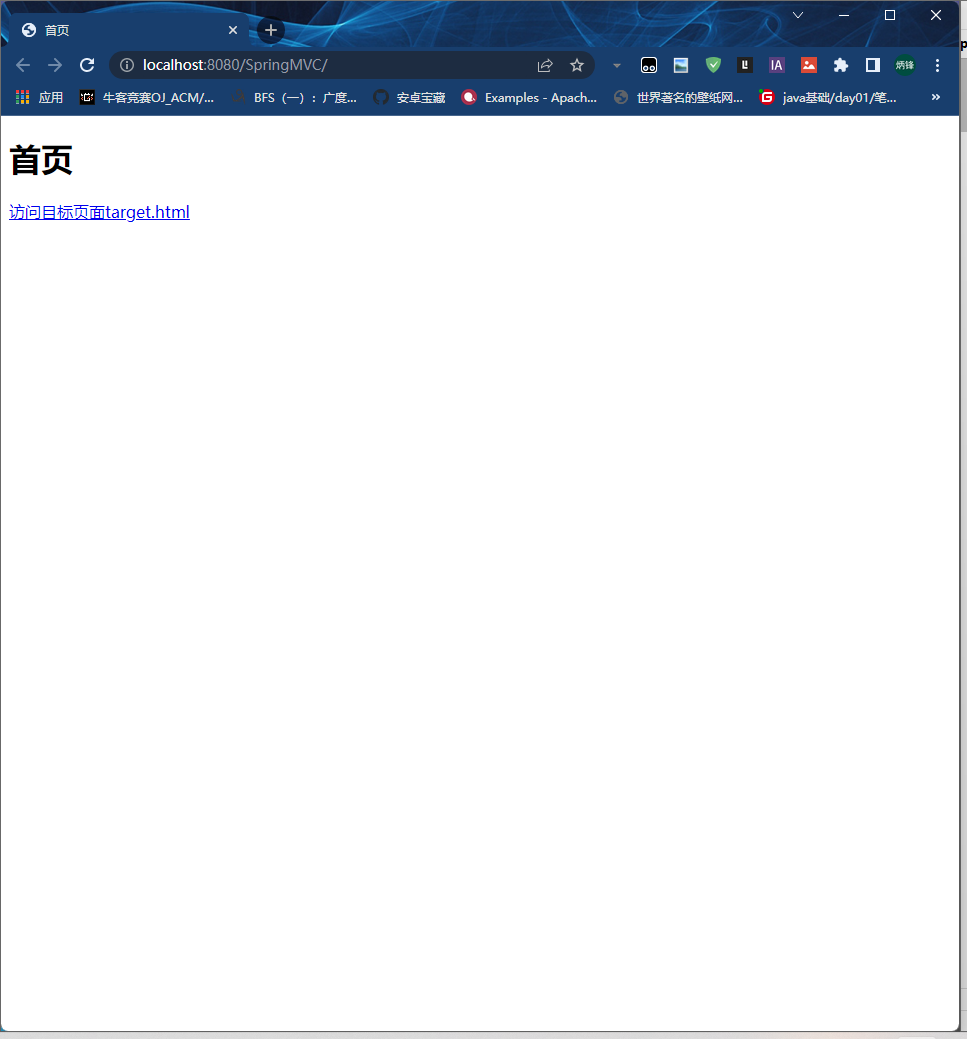 首页
localhost:8080/SpringMVC/
IA
炳锋
应用 牛客竞赛OJ_ACM/... BFS（一）：广度... 安卓宝藏 Examples - Apach... 世界著名的壁纸网... java基础/day01/笔...
首页
访问目标页面target.html